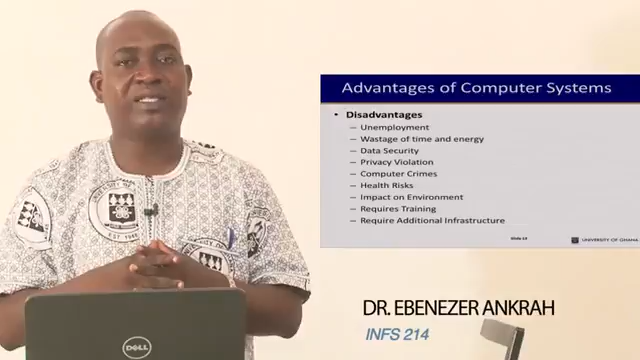 Advantages of Computer Systems
• Disadvantages
– Unemployment
– Wastage of time and energy
– Data Security
– Privacy Violation
– Computer Crimes
– Health Risks
– Impact on Environment
– Requires Training
– Require Additional Infrastructure
UNIVERSITY OF GHANA
DR. EBENEZER ANKRAH
INFS 214
DELL